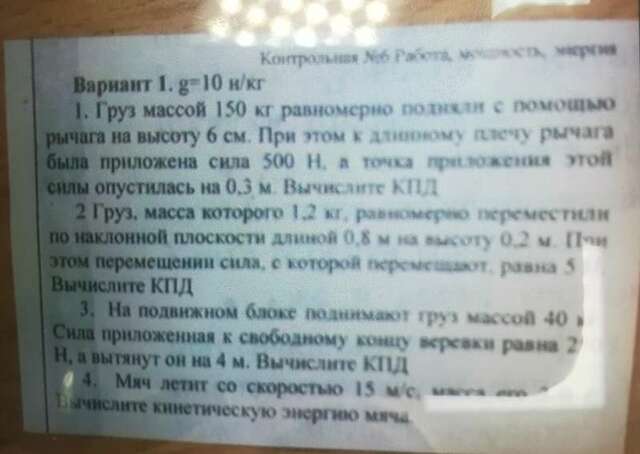 Контрольная №6 Работа, мощность, энергия
Вариант 1. g=10 н/кг
1. Груз массой 150 кг равномерно подняли с помощью
рычага на высоту 6 см. При этом к длинному плечу рычага
была приложена сила 500 Н, а точка приложения этой
силы опустилась на 0,3 м. Вычислите КПД
2 Груз, масса которого 1,2 кг, равномерно переместили
по наклонной плоскости длиной 0,8 м на высоту 0,2 м. При
этом перемещении сила, с которой перемещают, равна 5
Вычислите КПД
3. На подвижном блоке поднимают груз массой 40
Сила приложенная к свободному концу веревки равна
Н, а вытянут он на 4 м. Вычислите КПД
4. Мяч летит со скоростью 15 м/с, масса его
Вычислите кинетическую энергию мяча.